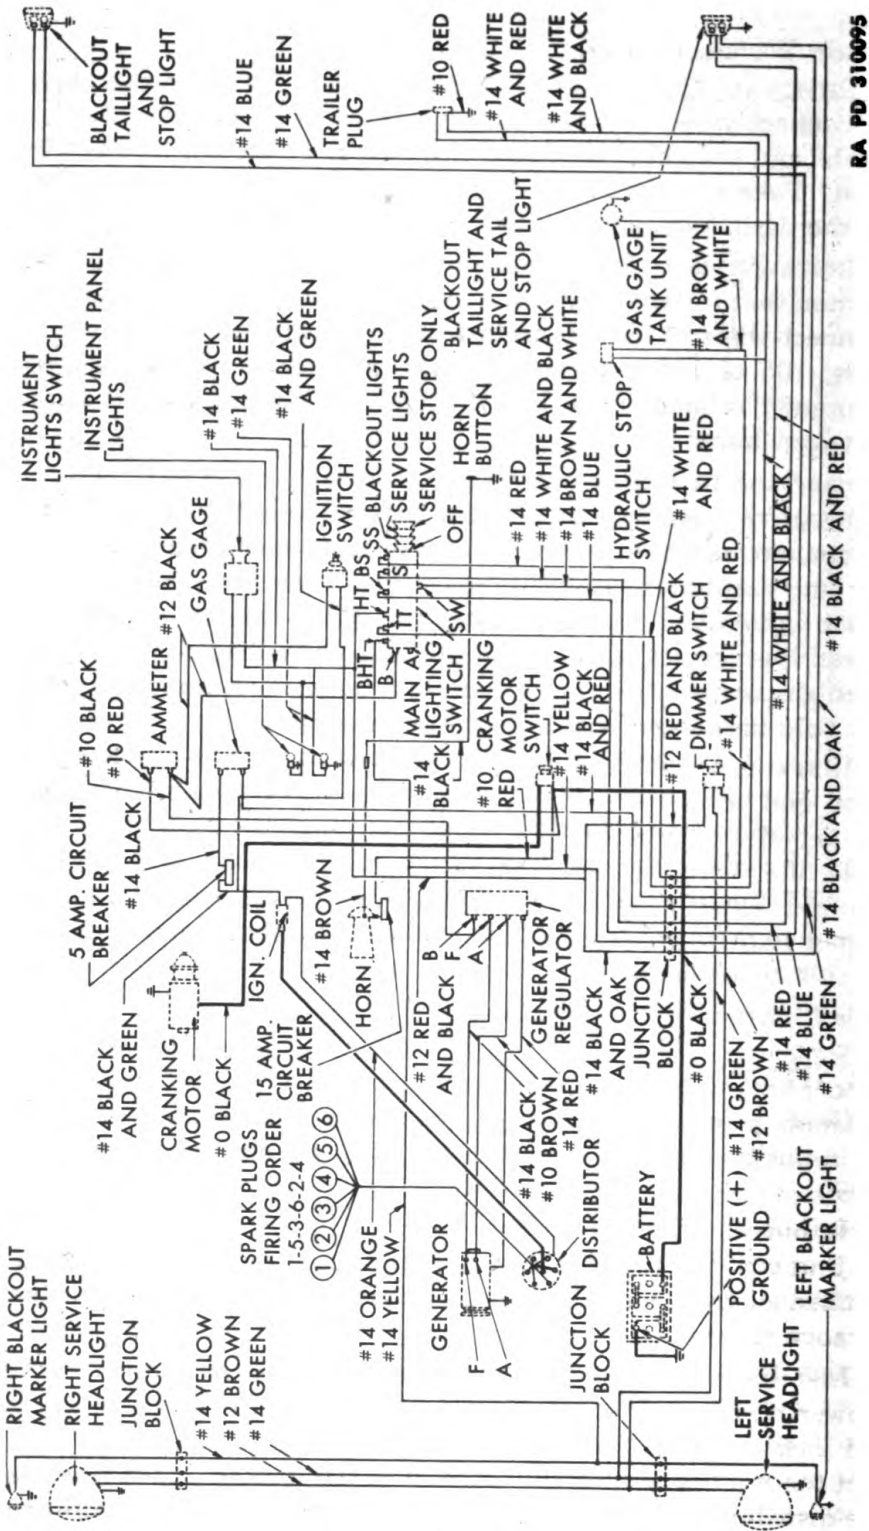 RIGHT BLACKOUT
MARKER LIGHT
RIGHT SERVICE
HEADLIGHT
JUNCTION
BLOCK
#14 YELLOW
#12 BROWN
#14 GREEN
#14 BLACK
AND GREEN
CRANKING
MOTOR
#0 BLACK
5 AMP. CIRCUIT
BREAKER
#14 BLACK
#10 RED
#10 BLACK
AMMETER
#12 BLACK
GAS GAGE
INSTRUMENT
LIGHTS SWITCH
INSTRUMENT PANEL
LIGHTS
#14 BLACK
#14 GREEN
#14 BLACK
AND GREEN
IGNITION
SWITCH
BLACKOUT
TAILLIGHT
AND
STOP LIGHT
#14 BLUE
#14 GREEN
TRAILER
PLUG
#10 RED
#14 WHITE
AND RED
#14 WHITE
AND BLACK
SPARK PLUGS
FIRING ORDER
1-5-3-6-2-4
1 2 3 4 5 6
15 AMP.
CIRCUIT
BREAKER
IGN. COIL
#14 BROWN
HORN
#14 ORANGE
#14 YELLOW
#12 RED
AND BLACK
B
F
A
GENERATOR
REGULATOR
GENERATOR
F
A
#14 BLACK
#10 BROWN
#14 RED
DISTRIBUTOR
BHT
HT
BS
SS
B
A
TT
S
SW
MAIN
LIGHTING
SWITCH
BLACKOUT LIGHTS
SERVICE LIGHTS
SERVICE STOP ONLY
OFF
HORN
BUTTON
#14
BLACK
#10
RED
CRANKING
MOTOR
SWITCH
#14 YELLOW
#14 BLACK
AND RED
#14 RED
#14 WHITE AND BLACK
#14 BROWN AND WHITE
#14 BLUE
BLACKOUT
TAILLIGHT AND
SERVICE TAIL
AND STOP LIGHT
HYDRAULIC STOP
SWITCH
GAS GAGE
TANK UNIT
#14 BROWN
AND WHITE
#14 WHITE
AND RED
#12 RED AND BLACK
DIMMER SWITCH
#14 WHITE AND RED
#14 WHITE AND BLACK
#14 BLACK AND RED
#14 BLACK AND OAK
#14 BLACK
AND OAK
JUNCTION
BLOCK
#0 BLACK
JUNCTION
BLOCK
BATTERY
POSITIVE (+)
GROUND
#14 GREEN
#12 BROWN
#14 RED
#14 BLUE
#14 GREEN
LEFT
SERVICE
HEADLIGHT
LEFT BLACKOUT
MARKER LIGHT
RA PD 310095